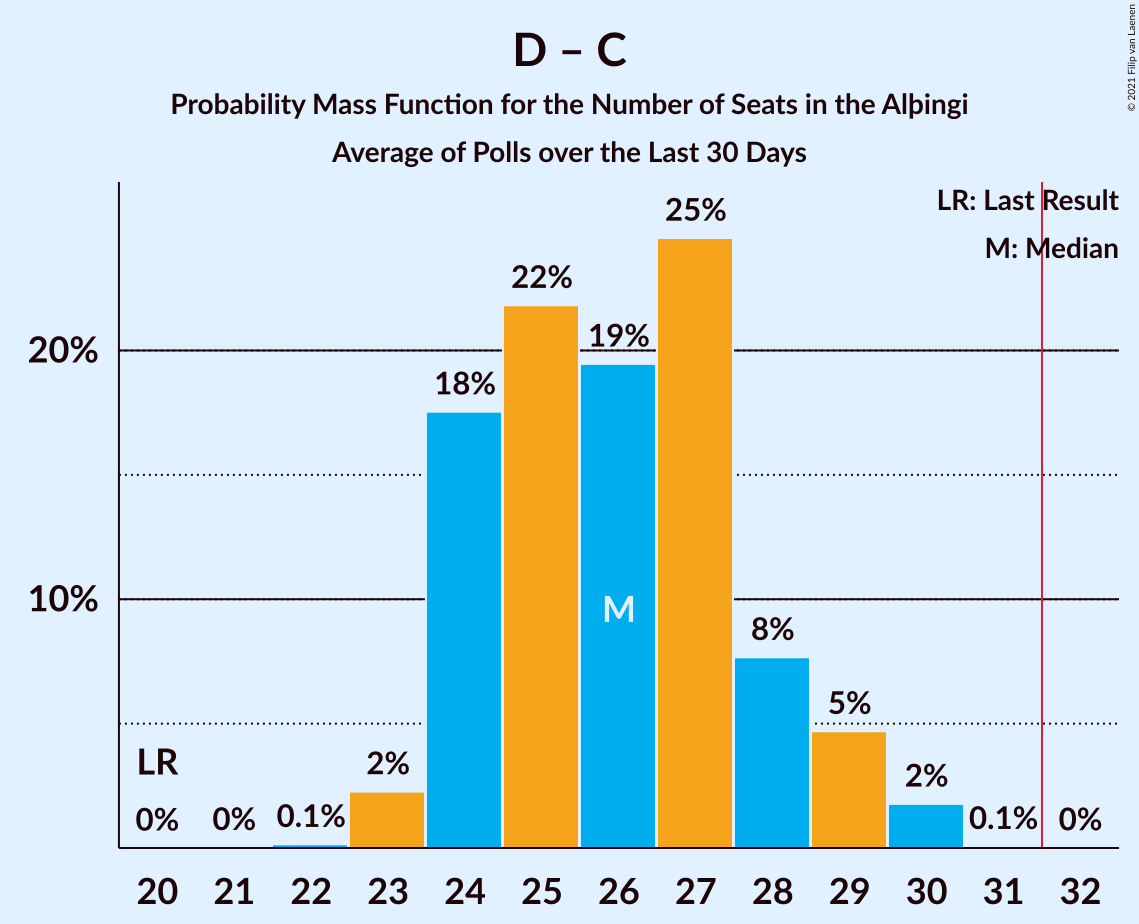 D – C
Probability Mass Function for the Number of Seats in the Alþingi
Average of Polls over the Last 30 Days
© 2021 Filip van Laenen
LR: Last Result
M: Median
25%
22%
19%
20%
18%
M
10%
8%
5%
LR
2%
2%
0% 0% 0.1% 0.1% 0%
20 21 22 23 24 25 26 27 28 29 30 31 32